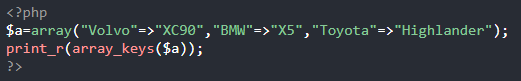 <?php
$a=array("Volvo"=>"XC90","BMW"=>"X5","Toyota"=>"Highlander");
print_r(array_keys($a));
?>